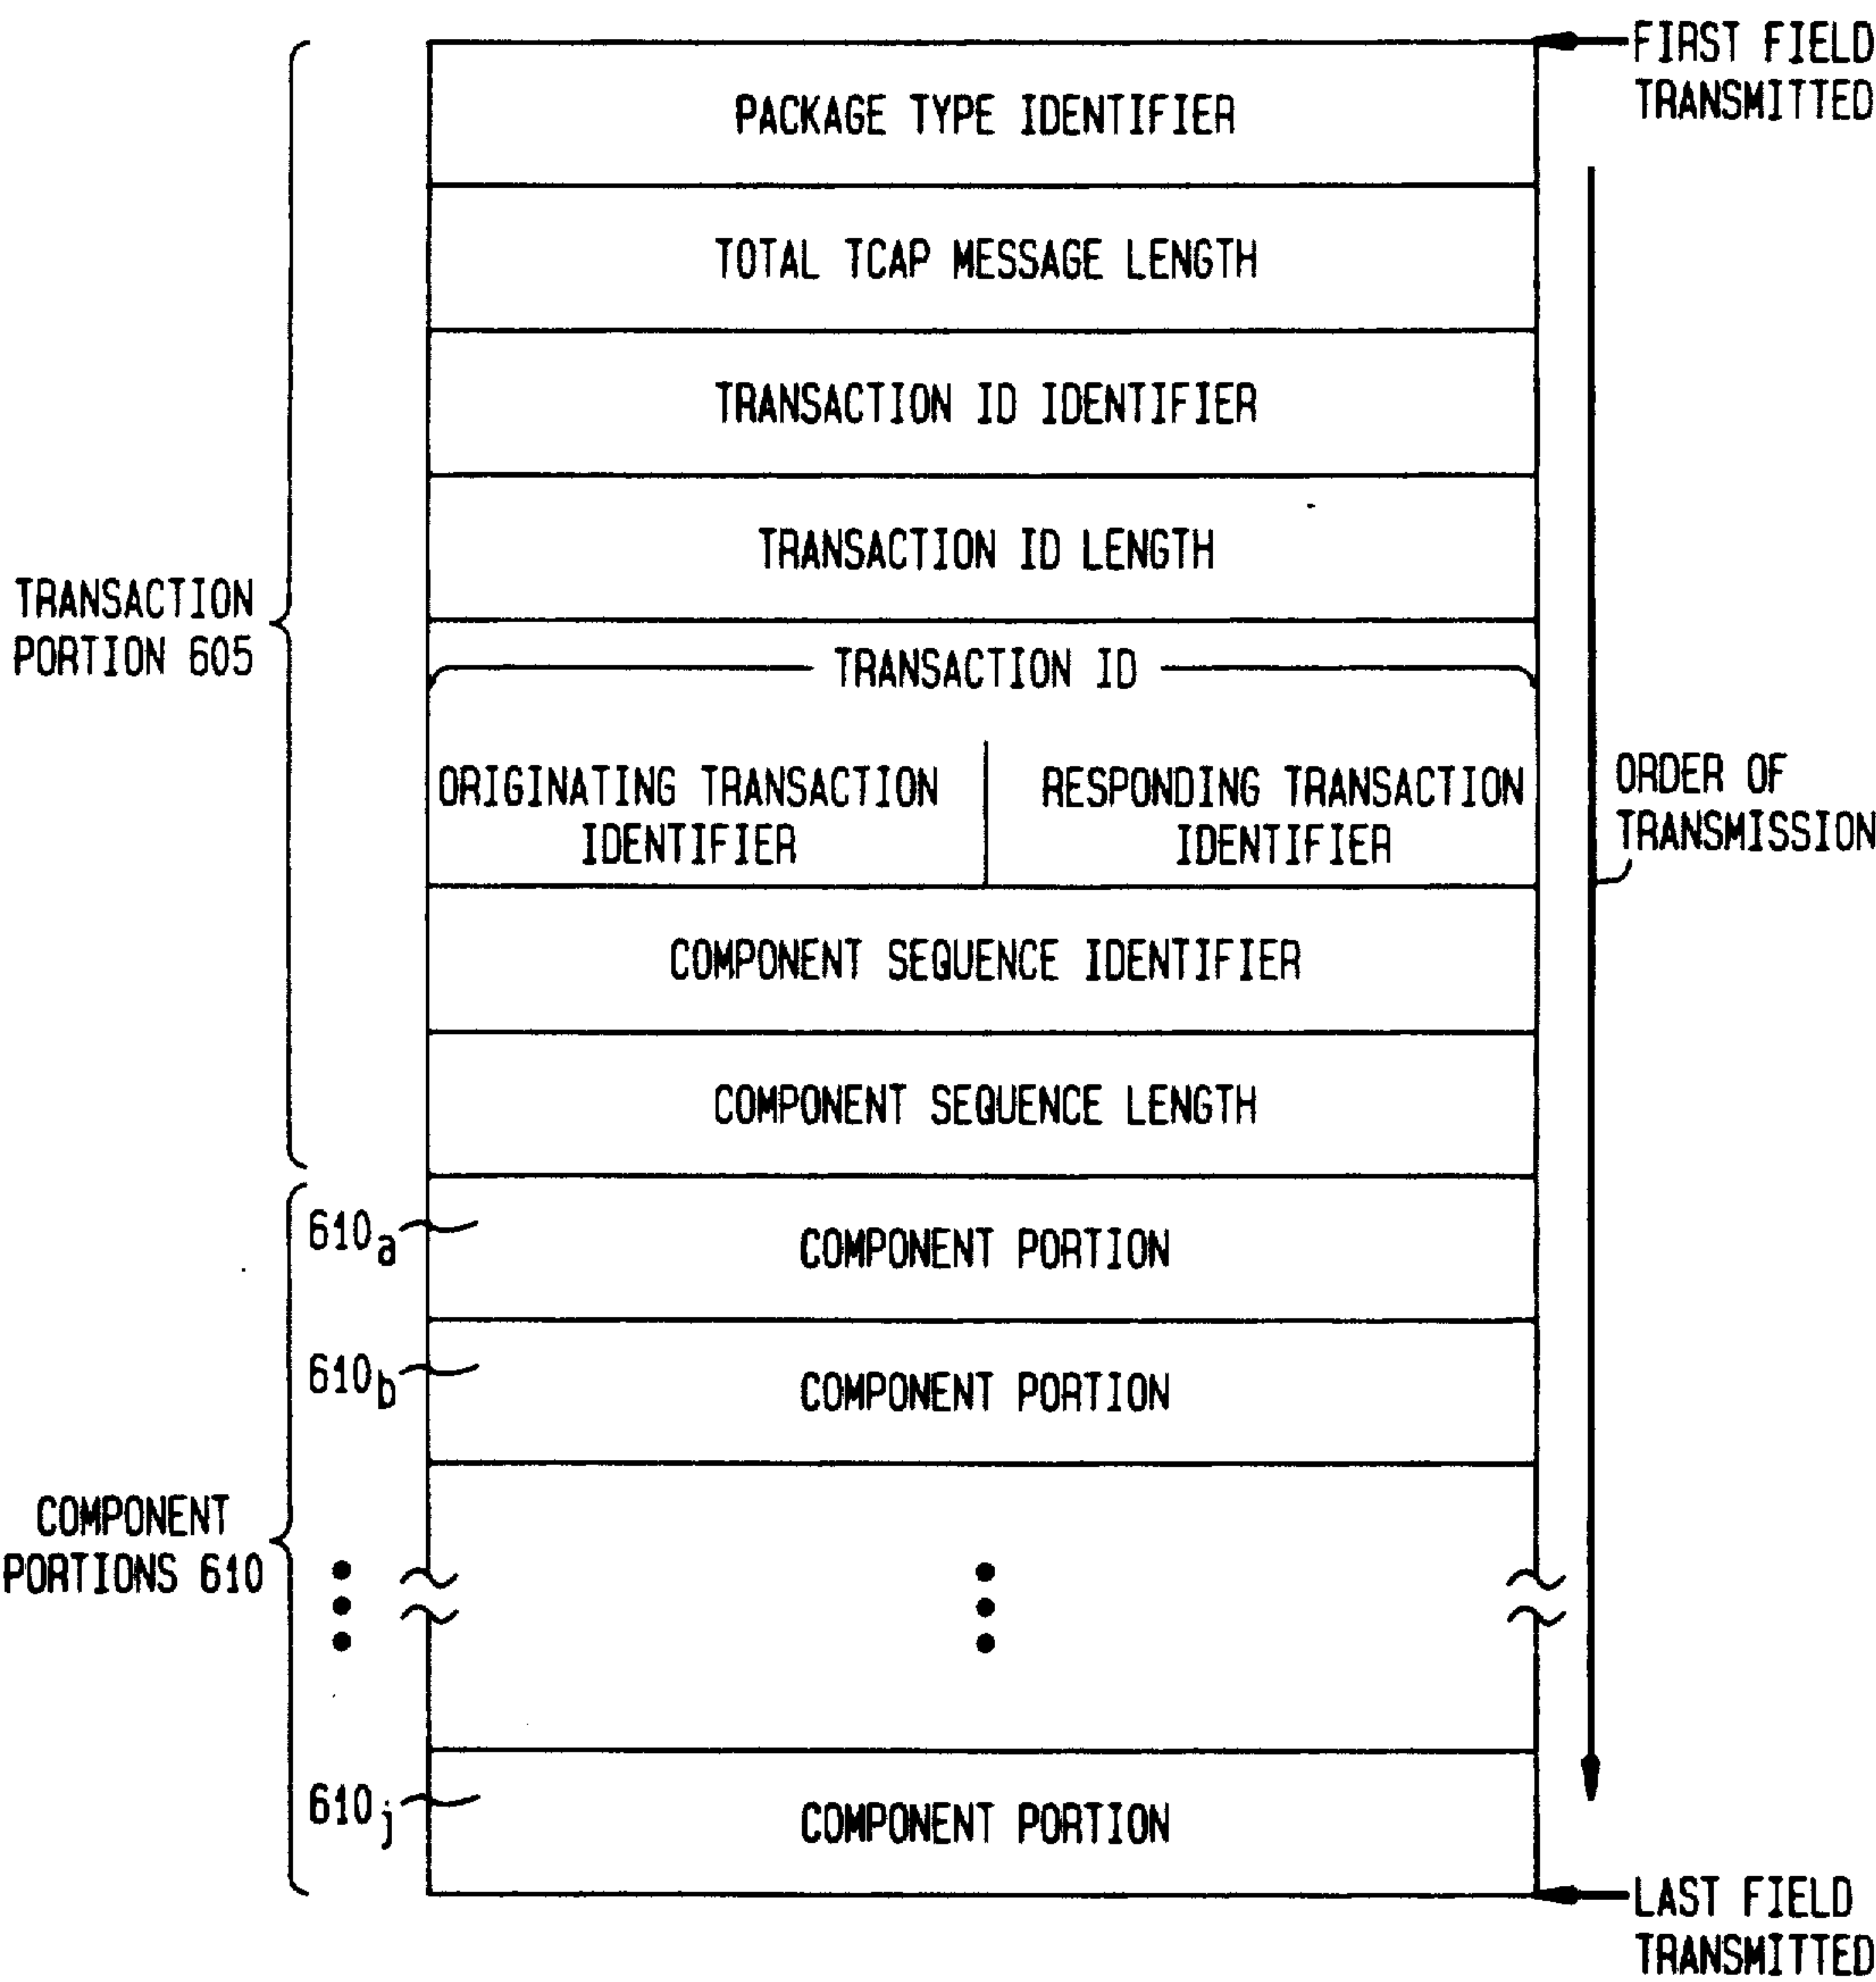 FIRST FIELD
TRANSMITTED
PACKAGE TYPE IDENTIFIER
TOTAL TCAP MESSAGE LENGTH
TRANSACTION ID IDENTIFIER
TRANSACTION ID LENGTH
TRANSACTION
PORTION 605
TRANSACTION ID
ORIGINATING TRANSACTION
IDENTIFIER
RESPONDING TRANSACTION
IDENTIFIER
ORDER OF
TRANSMISSION
COMPONENT SEQUENCE IDENTIFIER
COMPONENT SEQUENCE LENGTH
610a
COMPONENT PORTION
610b
COMPONENT PORTION
COMPONENT
PORTIONS 610
610j
COMPONENT PORTION
LAST FIELD
TRANSMITTED